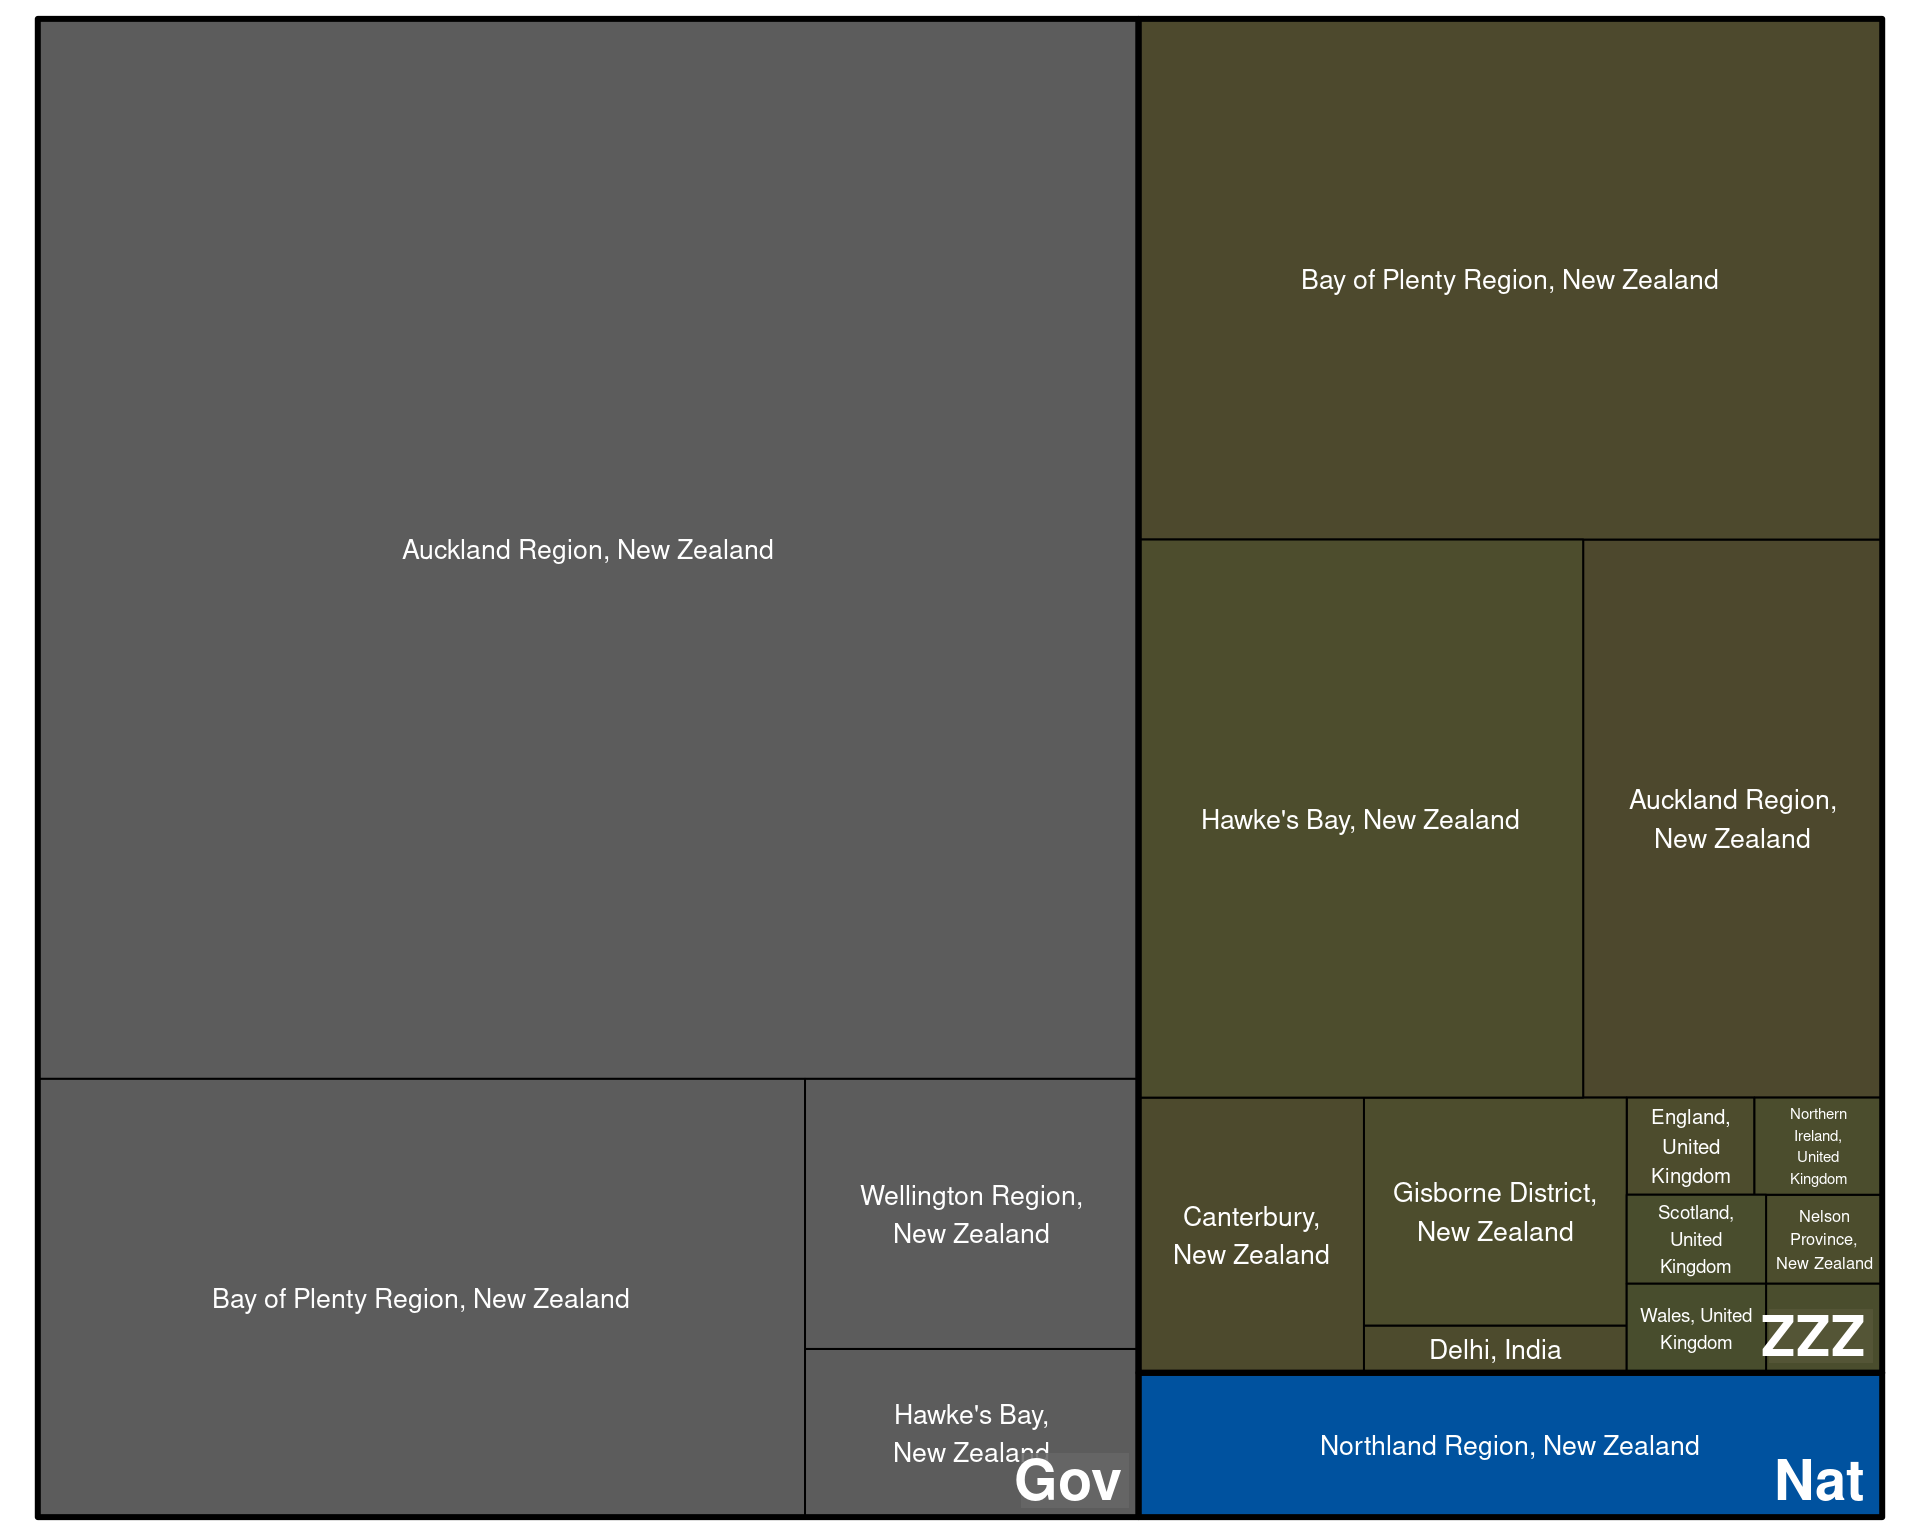 Auckland Region, New Zealand
Bay of Plenty Region, New Zealand
Wellington Region,
New Zealand
Hawke's Bay,
New Zealand
Gov
Bay of Plenty Region, New Zealand
Hawke's Bay, New Zealand
Auckland Region,
New Zealand
Canterbury,
New Zealand
Gisborne District,
New Zealand
Delhi, India
England,
United
Kingdom
Northern
Ireland,
United
Kingdom
Scotland,
United
Kingdom
Nelson
Province,
New Zealand
Wales, United
Kingdom
ZZZ
Northland Region, New Zealand
Nat